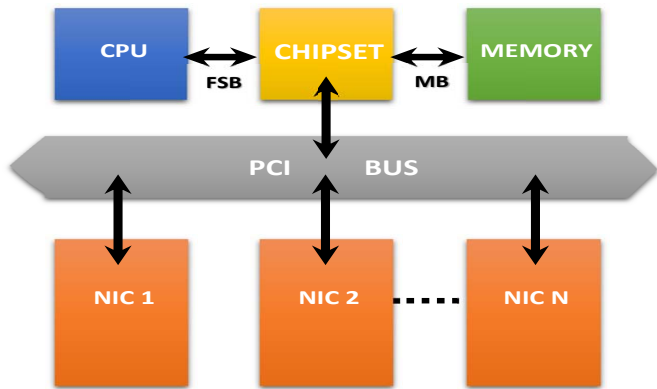 CPU
CHIPSET
MEMORY
FSB
MB
PCI BUS
NIC 1
NIC 2
NIC N